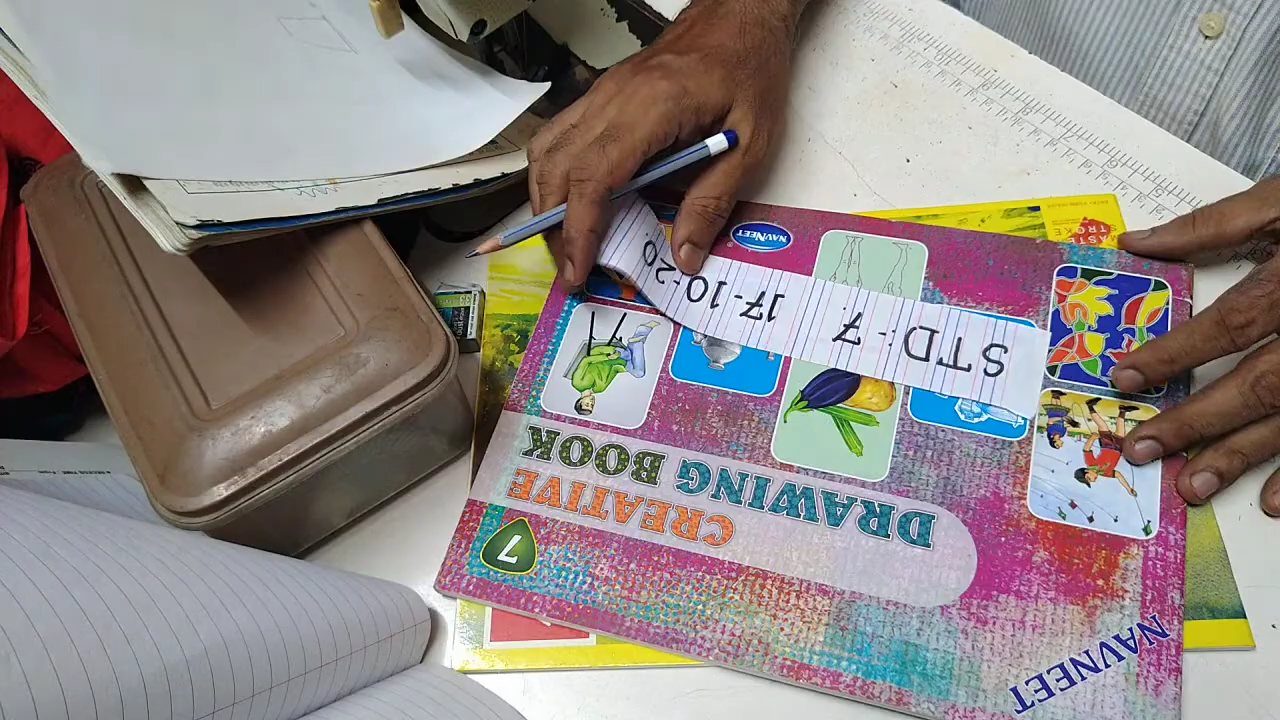 NAVNEET
CREATIVE
DRAWING BOOK
7
STD:7 17-10-20
NAVNEET